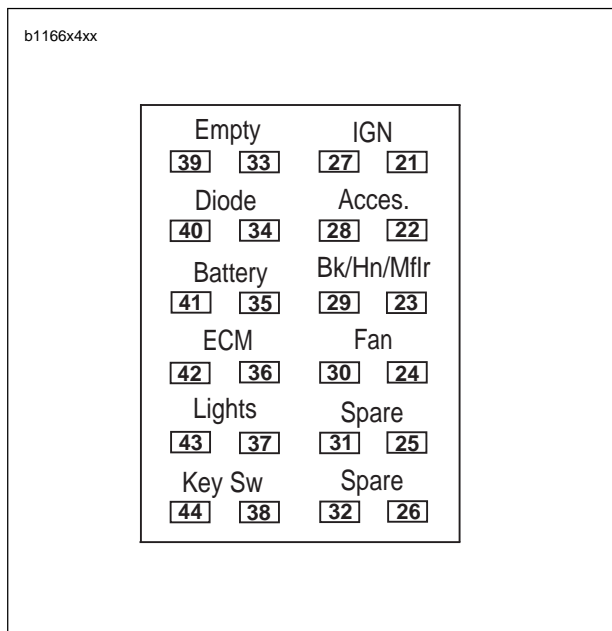 b1166x4xx
Empty IGN
39 33 27 21
Diode Acces.
40 34 28 22
Battery Bk/Hn/Mflr
41 35 29 23
ECM Fan
42 36 30 24
Lights Spare
43 37 31 25
Key Sw Spare
44 38 32 26